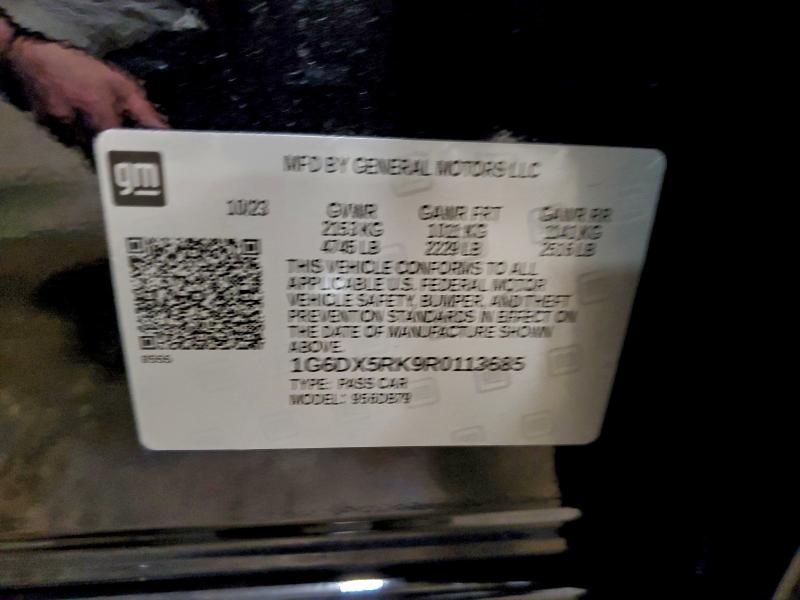 gm
MFD BY GENERAL MOTORS LLC
10/23
GVWR GAWR FRT GAWR RR
2153 KG 1011 KG 1141 KG
4745 LB 2229 LB 2516 LB
THIS VEHICLE CONFORMS TO ALL
APPLICABLE U.S. FEDERAL MOTOR
VEHICLE SAFETY, BUMPER, AND THEFT
PREVENTION STANDARDS IN EFFECT ON
THE DATE OF MANUFACTURE SHOWN
ABOVE.
1G6DX5RK9R0113685
TYPE: PASS CAR
MODEL: 956DB79